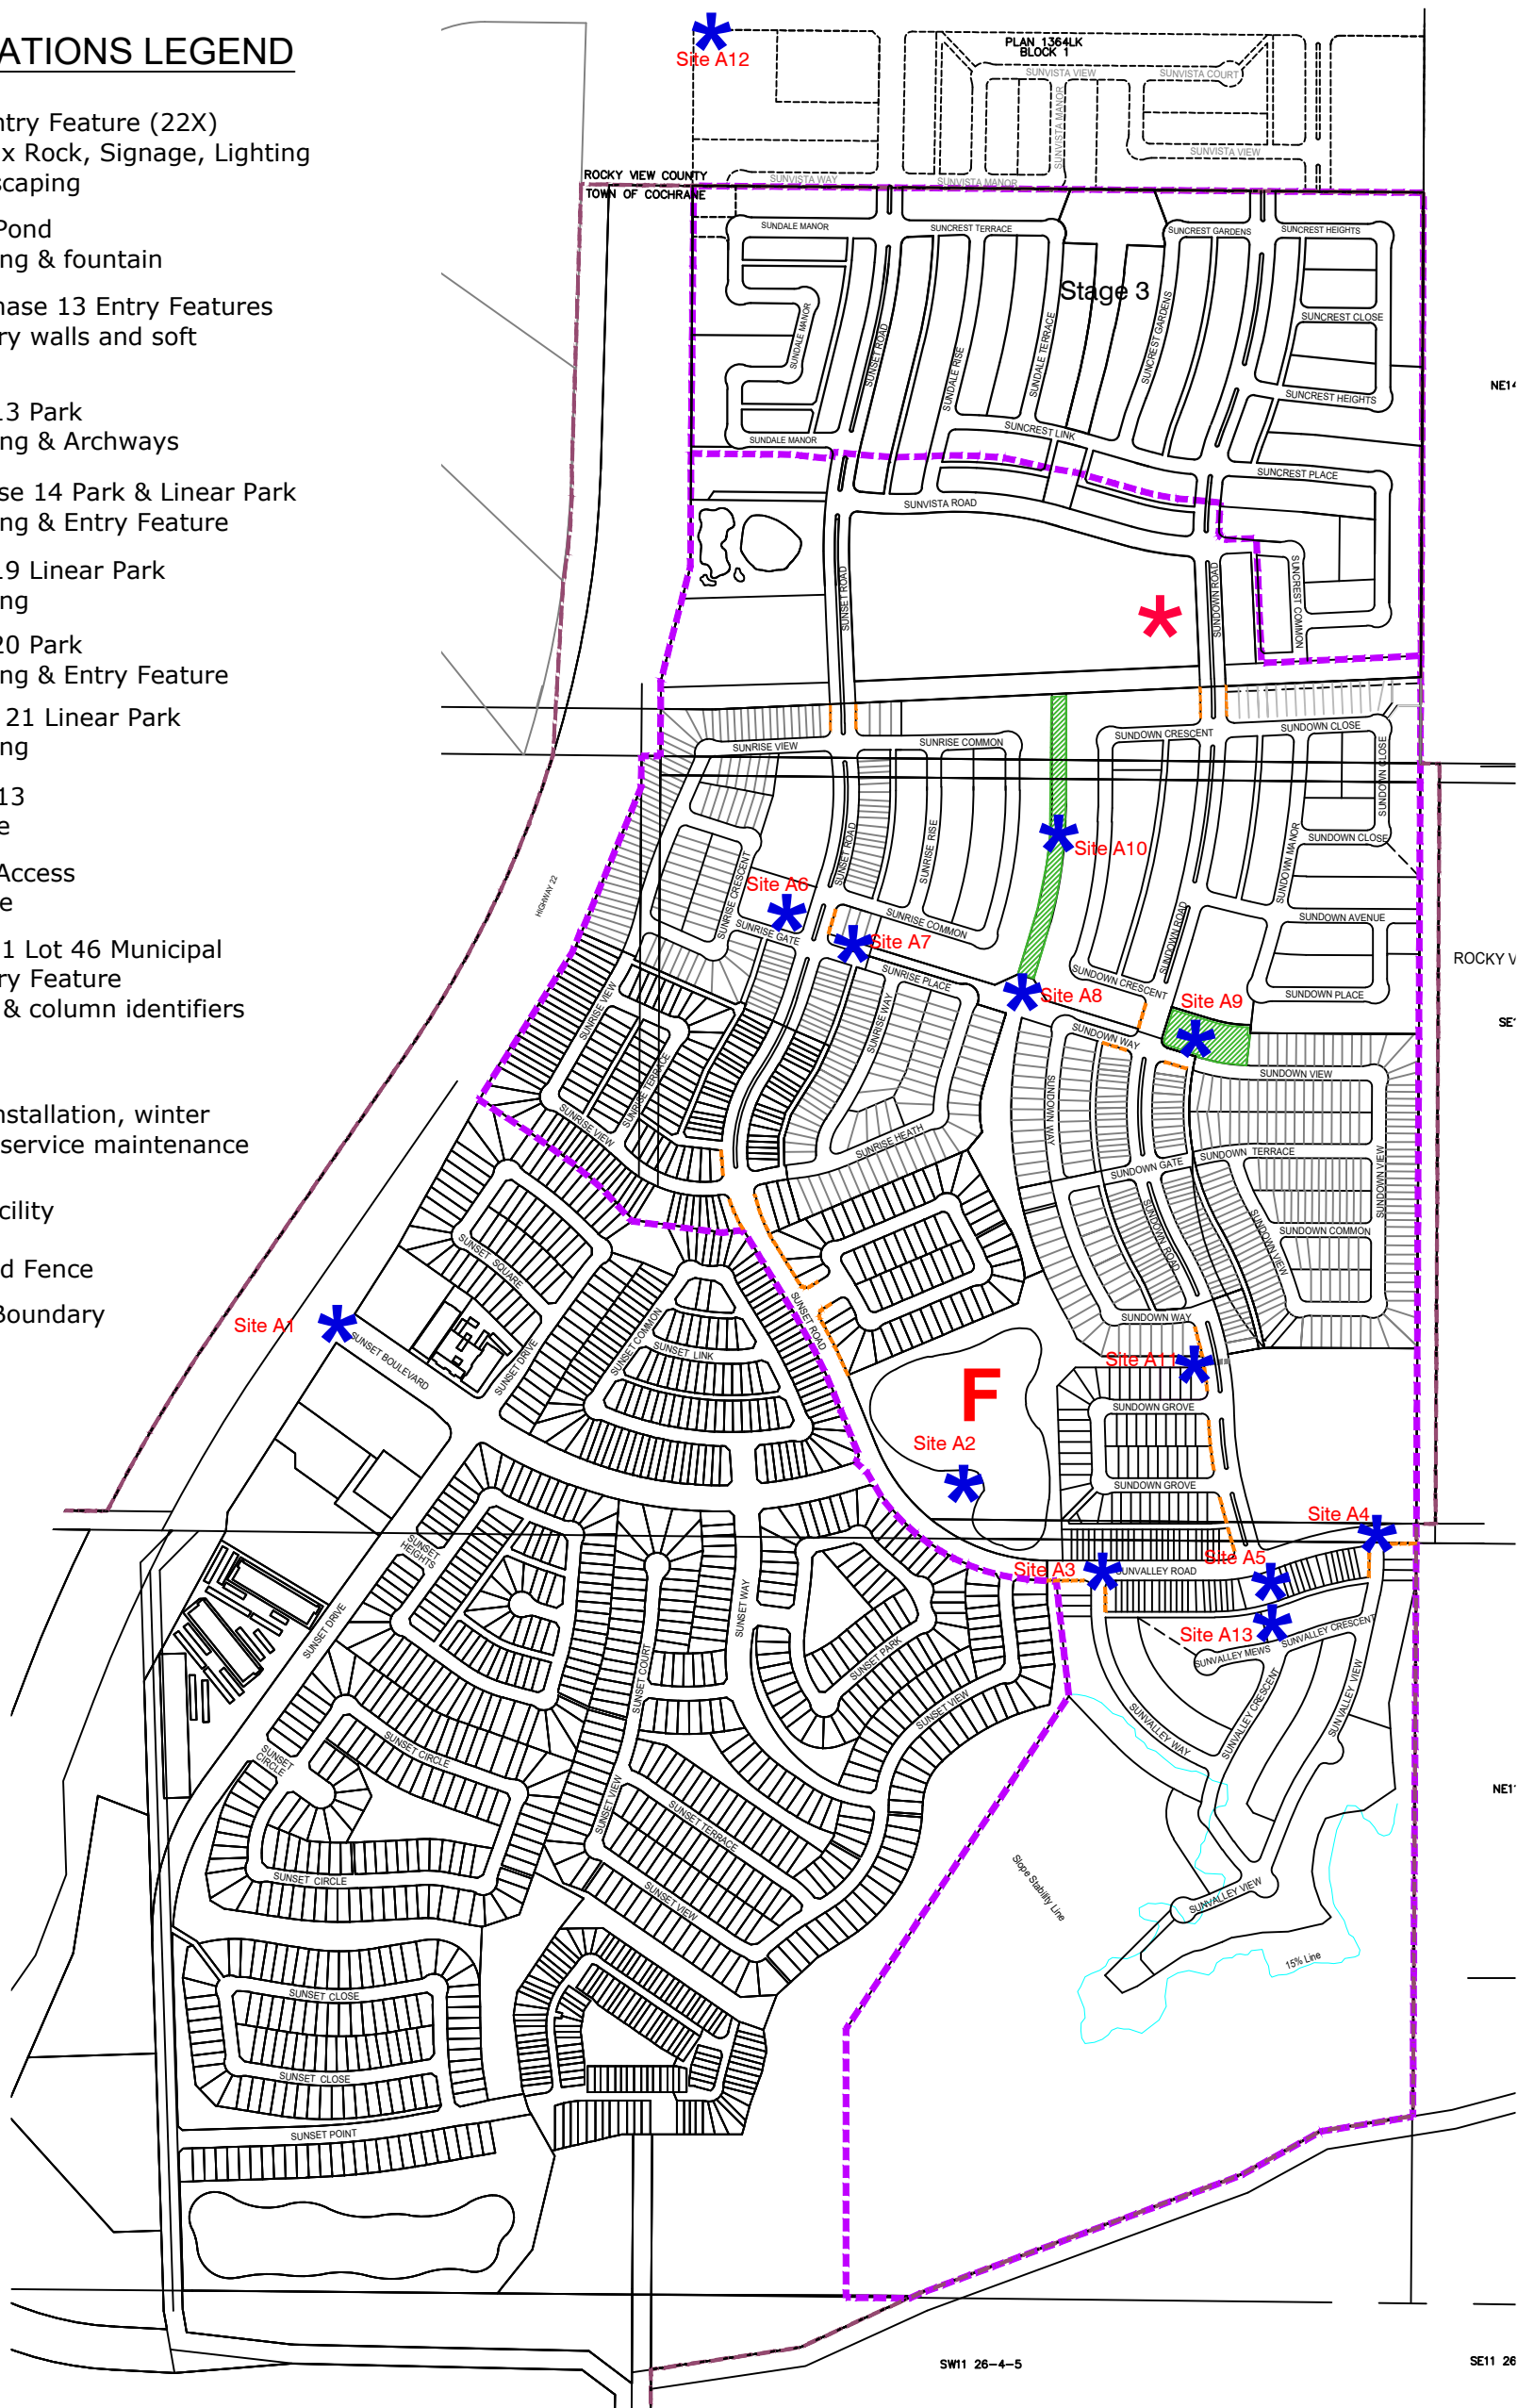 ATIONS LEGEND
ntry Feature (22X)
x Rock, Signage, Lighting
scaping
Pond
ng & fountain
hase 13 Entry Features
ry walls and soft
13 Park
ng & Archways
se 14 Park & Linear Park
ng & Entry Feature
19 Linear Park
ng
20 Park
ng & Entry Feature
21 Linear Park
ng
13
e
Access
e
1 Lot 46 Municipal
ry Feature
& column identifiers
nstallation, winter
service maintenance
cility
d Fence
Boundary
Site A12
PLAN 1364LK
BLOCK 1
SUNVISTA VIEW
SUNVISTA COURT
SUNVISTA MANOR
SUNVISTA VIEW
ROCKY VIEW COUNTY
SUNVISTA WAY
SUNVISTA MANOR
TOWN OF COCHRANE
SUNDALE MANOR
SUNCREST TERRACE
SUNCREST GARDENS
SUNCREST HEIGHTS
Stage 3
SUNDALE MANOR
SUNSET ROAD
SUNDALE RISE
SUNDALE TERRACE
SUNCREST GARDENS
SUNCREST CLOSE
NE14
SUNCREST HEIGHTS
SUNDALE MANOR
SUNCREST LINK
SUNCREST PLACE
SUNVISTA ROAD
SUNSET ROAD
SUNDOWN ROAD
SUNCREST COMMON
SUNRISE VIEW
SUNRISE COMMON
SUNDOWN CRESCENT
SUNDOWN CLOSE
SUNDOWN CLOSE
SUNRISE CRESCENT
SUNSET ROAD
SUNRISE RISE
Site A10
SUNDOWN MANOR
SUNDOWN CLOSE
HIGHWAY 22
Site A6
SUNRISE GATE
Site A7
SUNRISE COMMON
SUNDOWN ROAD
SUNDOWN AVENUE
ROCKY V
SUNRISE PLACE
SUNDOWN CRESCENT
Site A8
Site A9
SUNDOWN PLACE
SE1
SUNRISE VIEW
SUNRISE WAY
SUNDOWN WAY
SUNRISE TERRACE
SUNDOWN VIEW
SUNRISE VIEW
SUNRISE HEATH
SUNDOWN WAY
SUNDOWN GATE
SUNDOWN TERRACE
SUNDOWN VIEW
SUNSET SQUARE
SUNDOWN ROAD
SUNDOWN VIEW
SUNDOWN COMMON
Site A1
SUNSET BOULEVARD
SUNSET DRIVE
SUNSET COMMON
SUNSET LINK
SUNSET ROAD
SUNDOWN WAY
F
Site A11
SUNDOWN GROVE
Site A2
SUNDOWN GROVE
Site A4
SUNSET
HEIGHTS
Site A3
SUNVALLEY ROAD
Site A5
SUNSET DRIVE
SUNSET WAY
SUNSET COURT
SUNSET PARK
Site A13
SUNVALLEY MEWS
SUNVALLEY CRESCENT
SUNVALLEY CRESCENT
SUNVALLEY VIEW
SUNSET VIEW
SUNVALLEY WAY
SUNSET
CIRCLE
SUNSET CIRCLE
SUNSET VIEW
SUNSET TERRACE
NE11
SUNSET CIRCLE
SUNSET VIEW
Slope Stability Line
SUNVALLEY VIEW
15% Line
SUNSET CLOSE
SUNSET CLOSE
SUNSET POINT
SW11 26-4-5
SE11 26